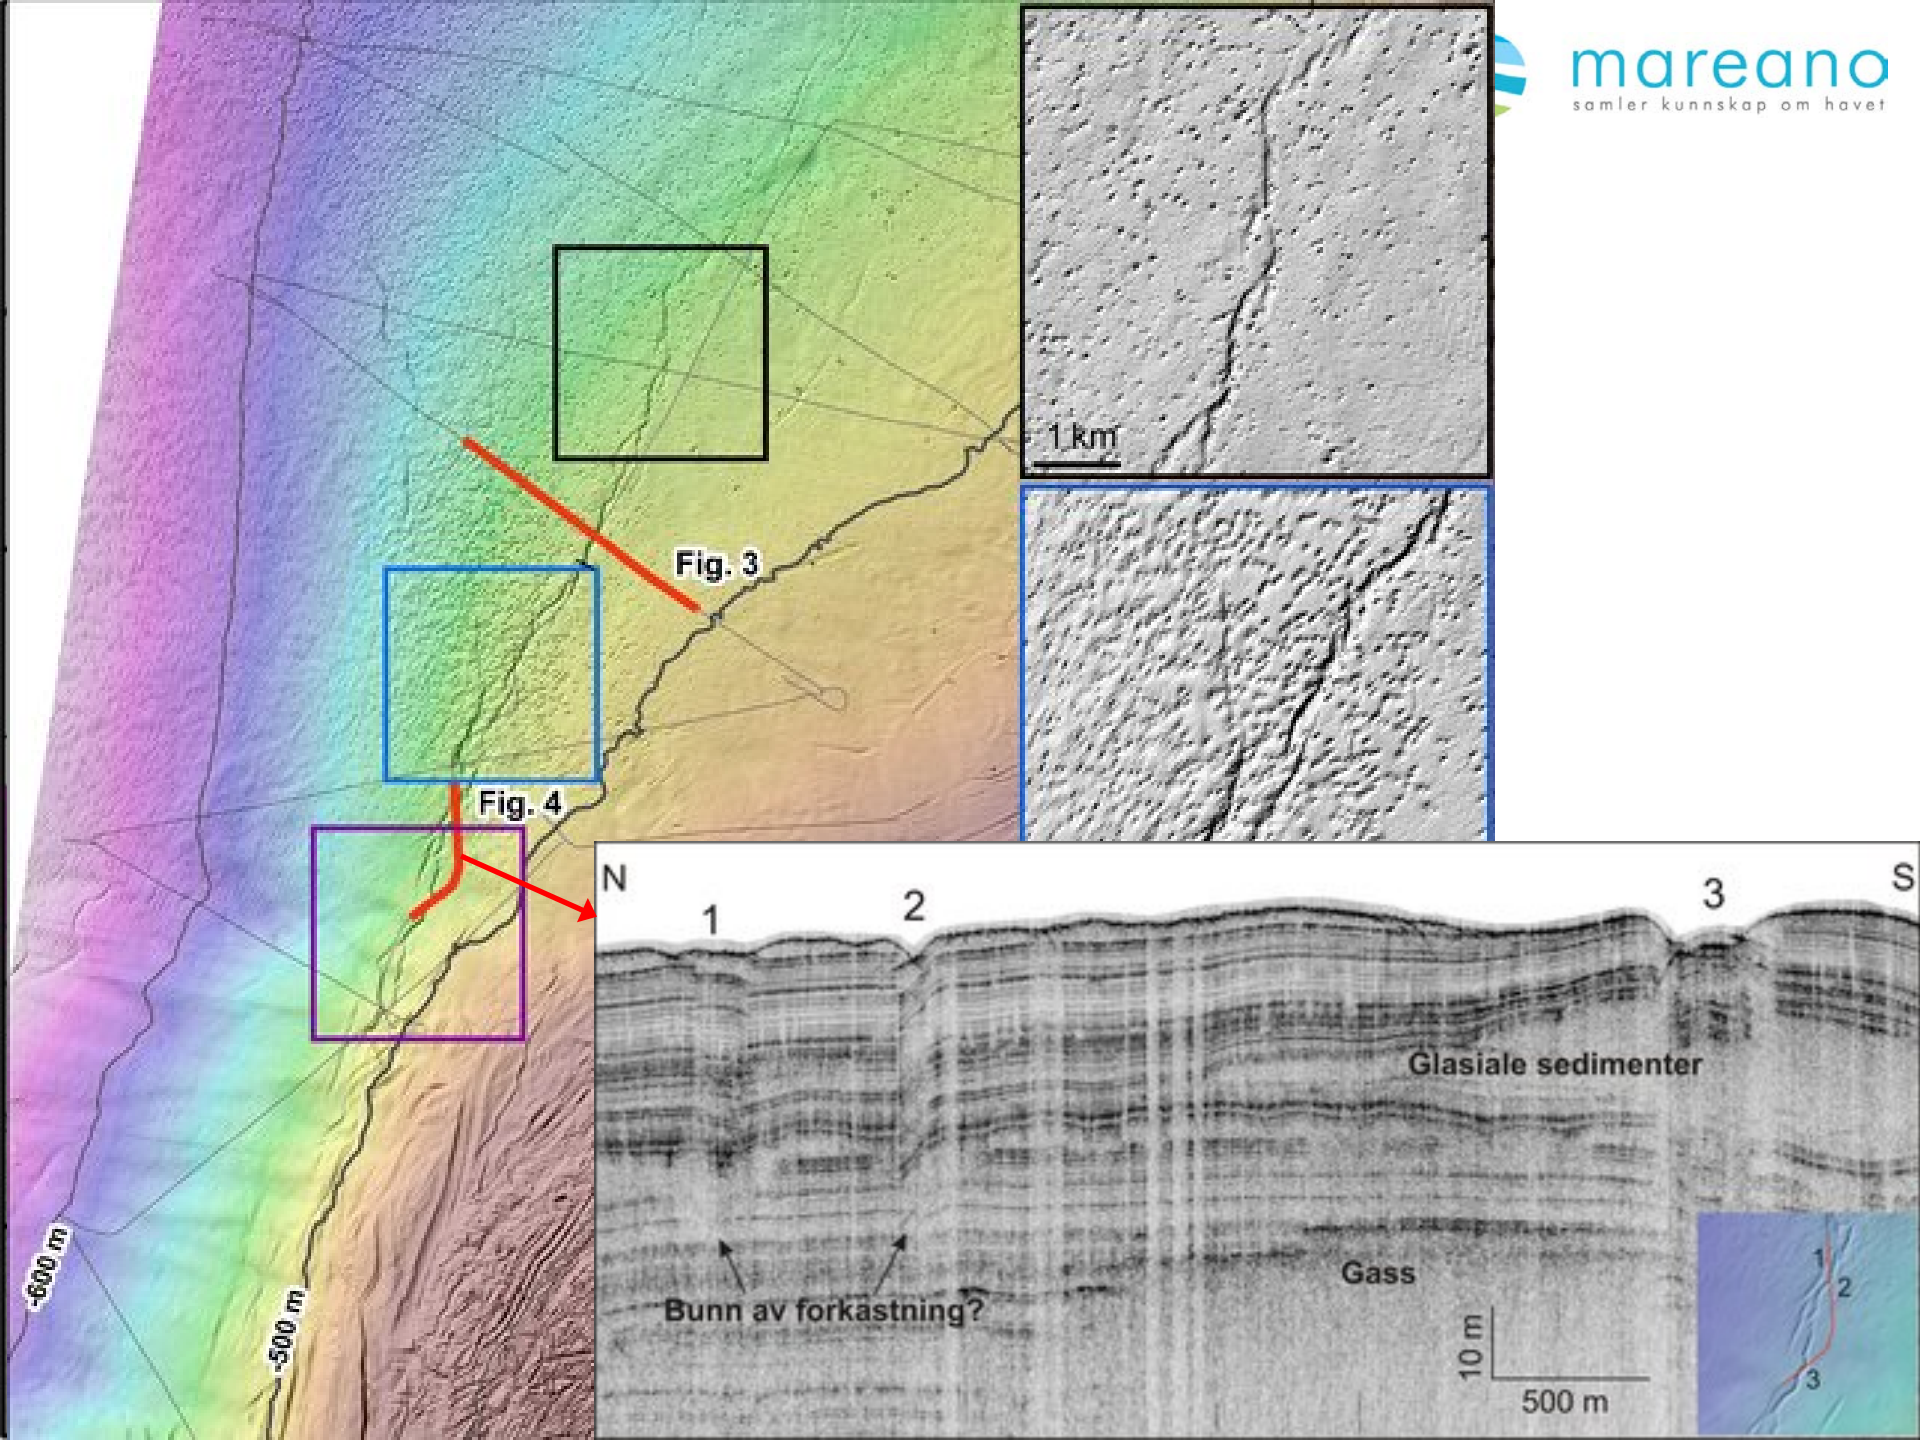 mareano
samler kunnskap om havet
1 km
Fig. 3
Fig. 4
-600 m
-500 m
N
S
1
2
3
Glasiale sedimenter
Gass
Bunn av forkastning?
10 m
500 m
1
2
3